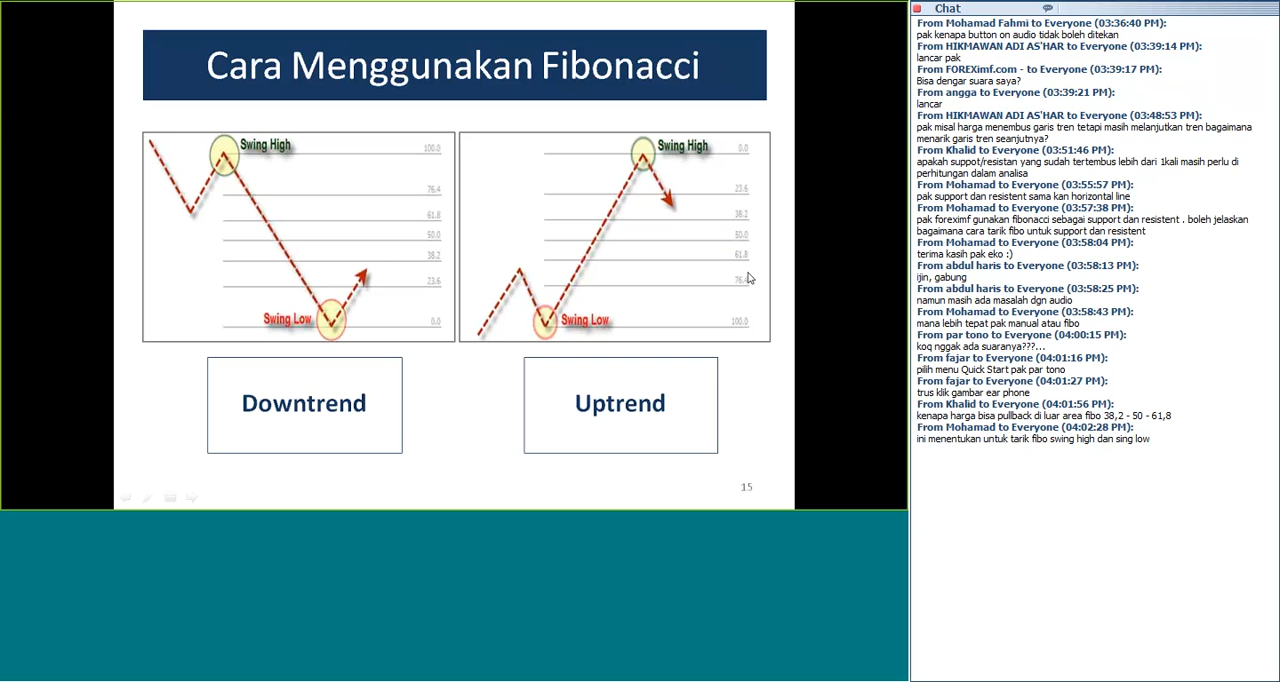 Cara Menggunakan Fibonacci
Swing High
100.0
76.4
61.8
50.0
38.2
23.6
0.0
Swing Low
Swing High
0.0
23.6
38.2
50.0
61.8
100.0
Swing Low
Downtrend
Uptrend
15
Chat
From Mohamad Fahmi to Everyone (03:36:40 PM):
pak kenapa button on audio tidak boleh ditekan
From HIKMAWAN ADI AS'HAR to Everyone (03:39:14 PM):
lancar pak
From FOREXimf.com - to Everyone (03:39:17 PM):
Bisa dengar suara saya?
From angga to Everyone (03:39:21 PM):
lancar
From HIKMAWAN ADI AS'HAR to Everyone (03:48:53 PM):
pak misal harga menembus garis tren tetapi masih melanjutkan tren bagaimana
menarik garis tren seanjutnya?
From Khalid to Everyone (03:51:46 PM):
apakah suppot/resistan yang sudah tertembus lebih dari 1kali masih perlu di
perhitungan dalam analisa
From Mohamad to Everyone (03:55:57 PM):
pak support dan resistent sama kan horizontal line
From Mohamad to Everyone (03:57:38 PM):
pak foreximf gunakan fibonacci sebagai support dan resistent . boleh jelaskan
bagaimana cara tarik fibo untuk support dan resistent
From Mohamad to Everyone (03:58:04 PM):
terima kasih pak eko :)
From abdul haris to Everyone (03:58:13 PM):
ijin, gabung
From abdul haris to Everyone (03:58:25 PM):
namun masih ada masalah dgn audio
From Mohamad to Everyone (03:58:43 PM):
mana lebih tepat pak manual atau fibo
From par tono to Everyone (04:00:15 PM):
koq nggak ada suaranya???...
From fajar to Everyone (04:01:16 PM):
pilih menu Quick Start pak par tono
From fajar to Everyone (04:01:27 PM):
trus klik gambar ear phone
From Khalid to Everyone (04:01:56 PM):
kenapa harga bisa pullback di luar area fibo 38,2 - 50 - 61,8
From Mohamad to Everyone (04:02:28 PM):
ini menentukan untuk tarik fibo swing high dan sing low